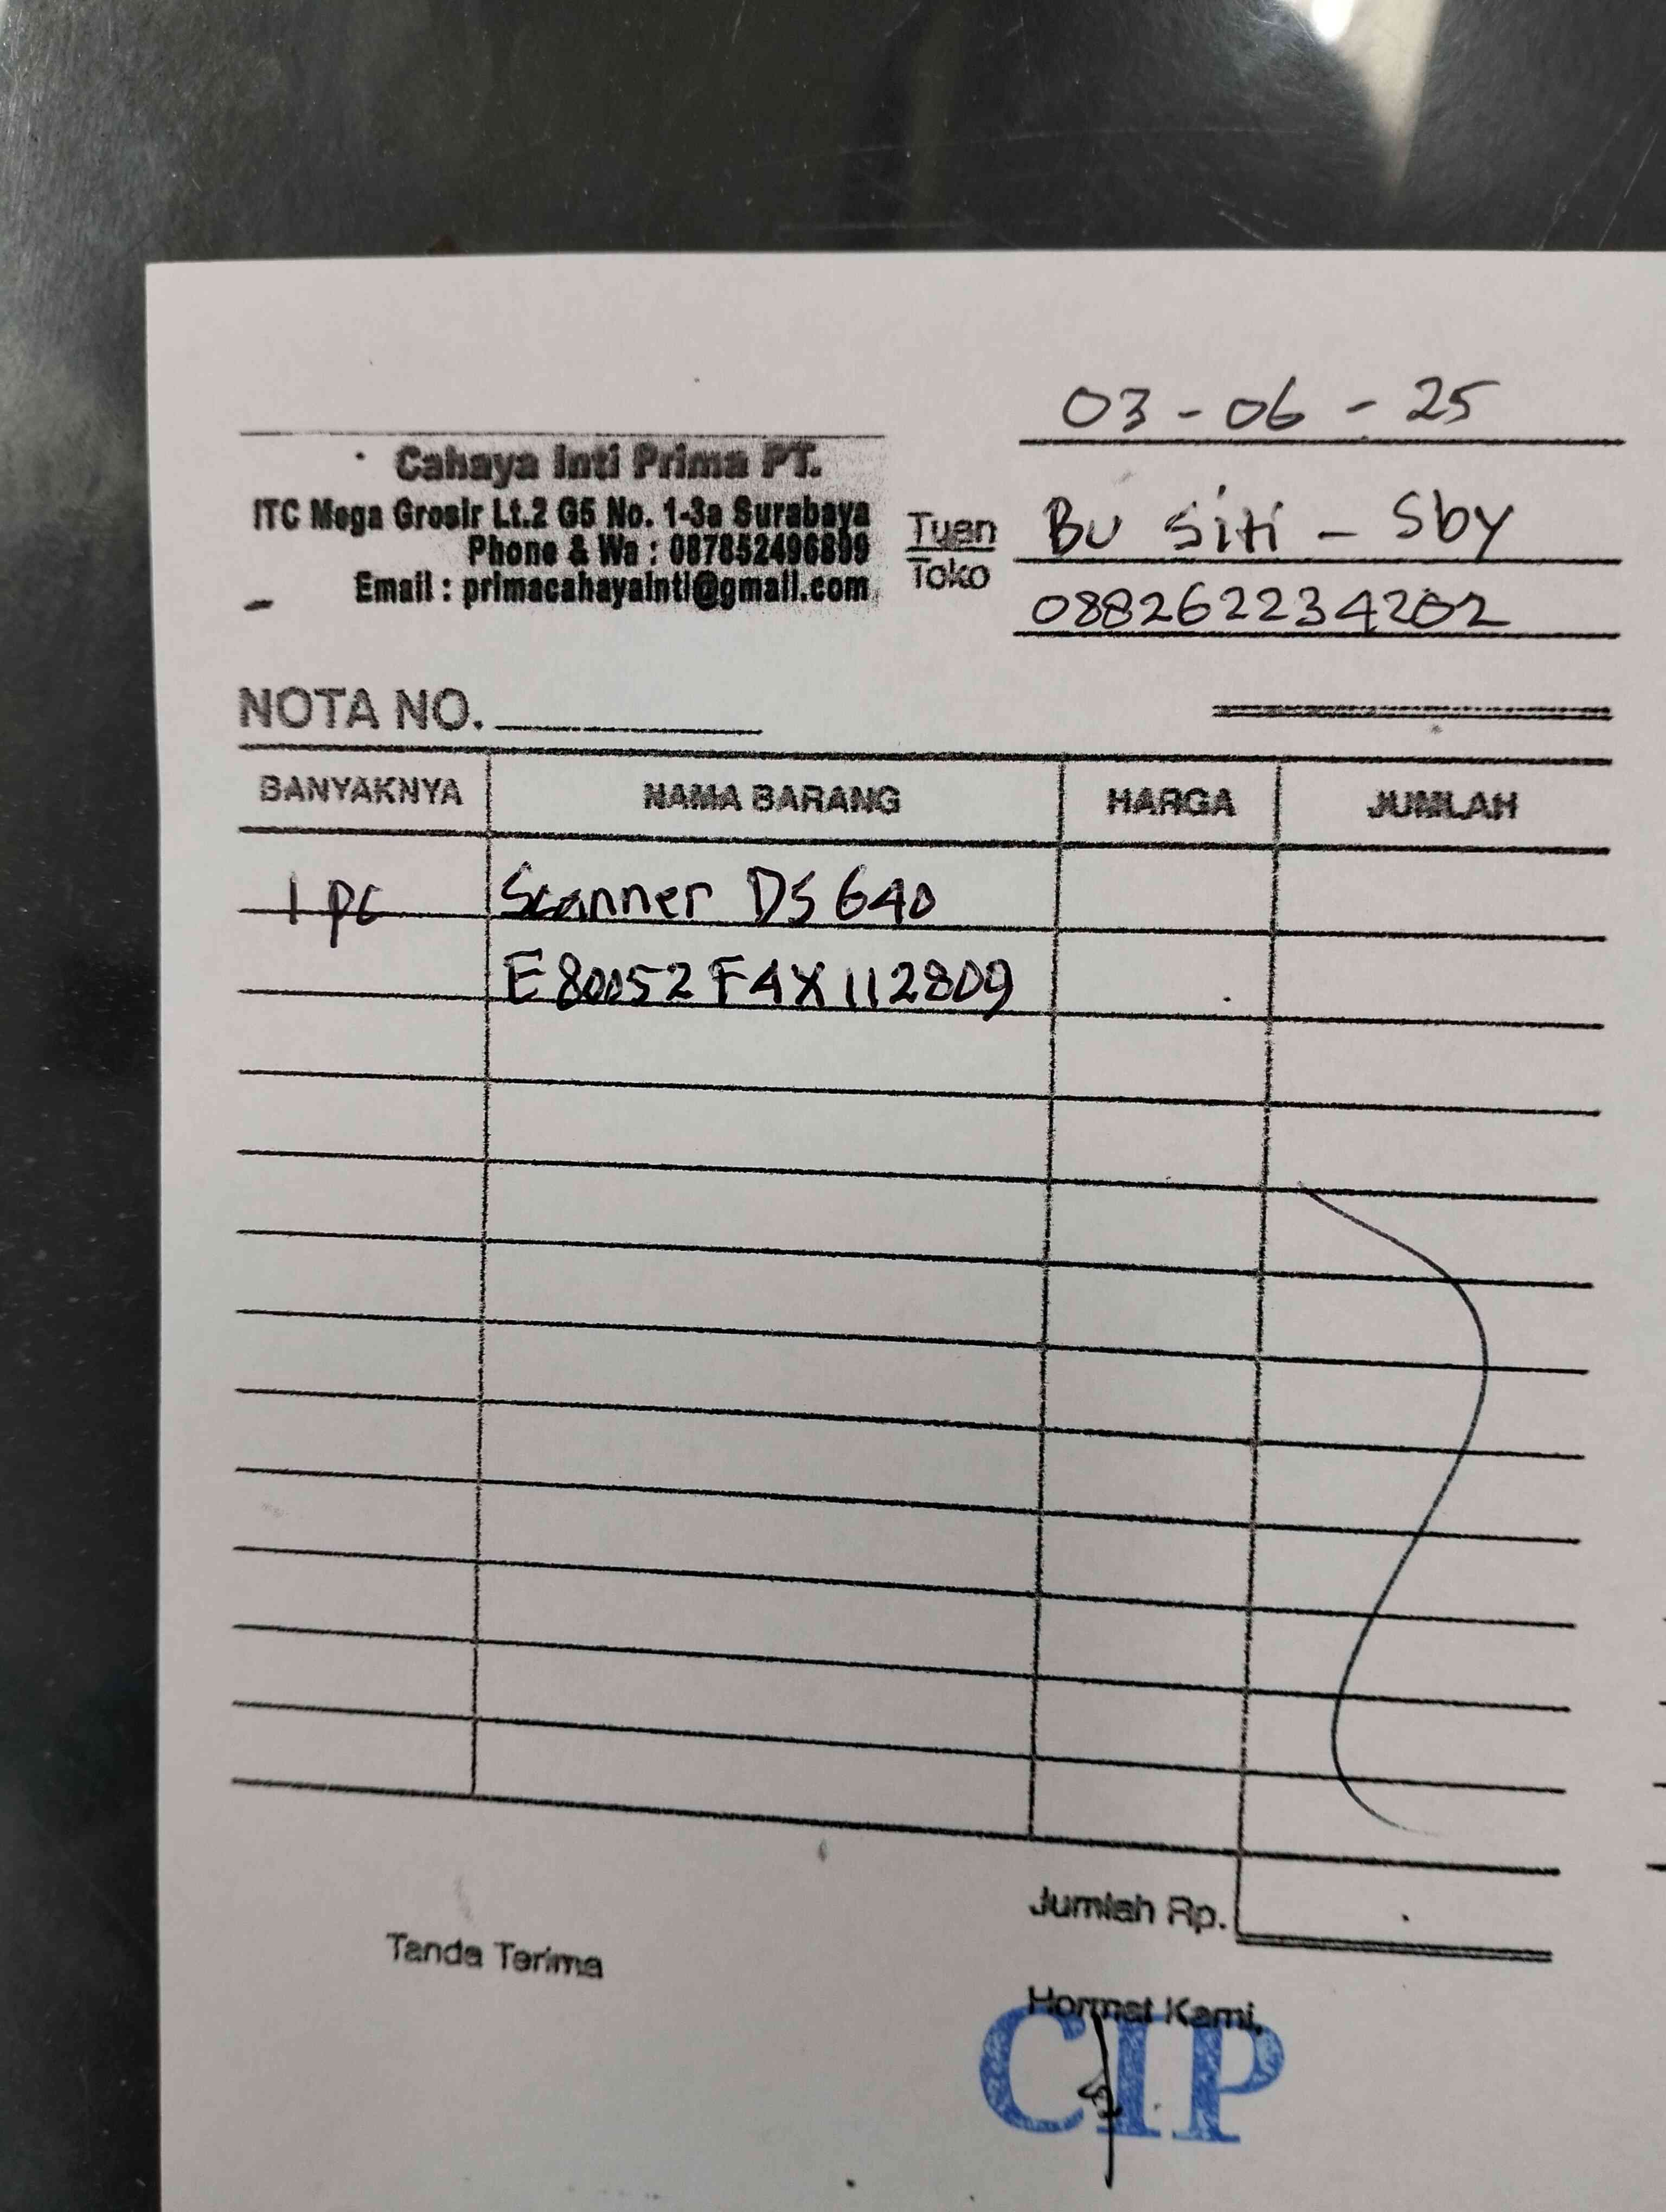 03-06-25
Cahaya Inti Prima PT.
ITC Mega Grosir Lt.2 G5 No. 1-3a Surabaya
Phone & Wa : 087852496899
Email : primacahayainti@gmail.com
Tuan
Toko
Bu Siti - Sby
088262234202
NOTA NO.
BANYAKNYA NAMA BARANG HARGA JUMLAH
1 pc Scanner DS 640
E80052F4X112809
Jumlah Rp.
Tanda Terima
Hormat Kami,
CIP